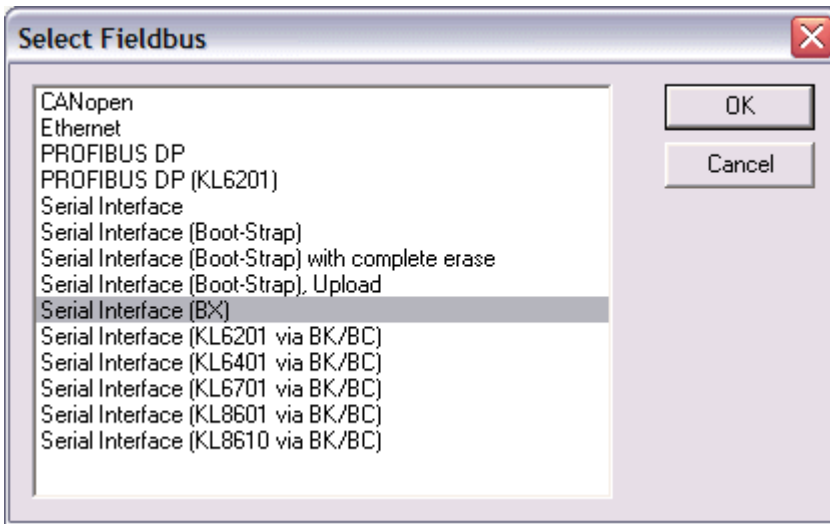 Select Fieldbus
CANopen
Ethernet
PROFIBUS DP
PROFIBUS DP (KL6201)
Serial Interface
Serial Interface (Boot-Strap)
Serial Interface (Boot-Strap) with complete erase
Serial Interface (Boot-Strap), Upload
Serial Interface (BX)
Serial Interface (KL6201 via BK/BC)
Serial Interface (KL6401 via BK/BC)
Serial Interface (KL6701 via BK/BC)
Serial Interface (KL8601 via BK/BC)
Serial Interface (KL8610 via BK/BC)
OK
Cancel